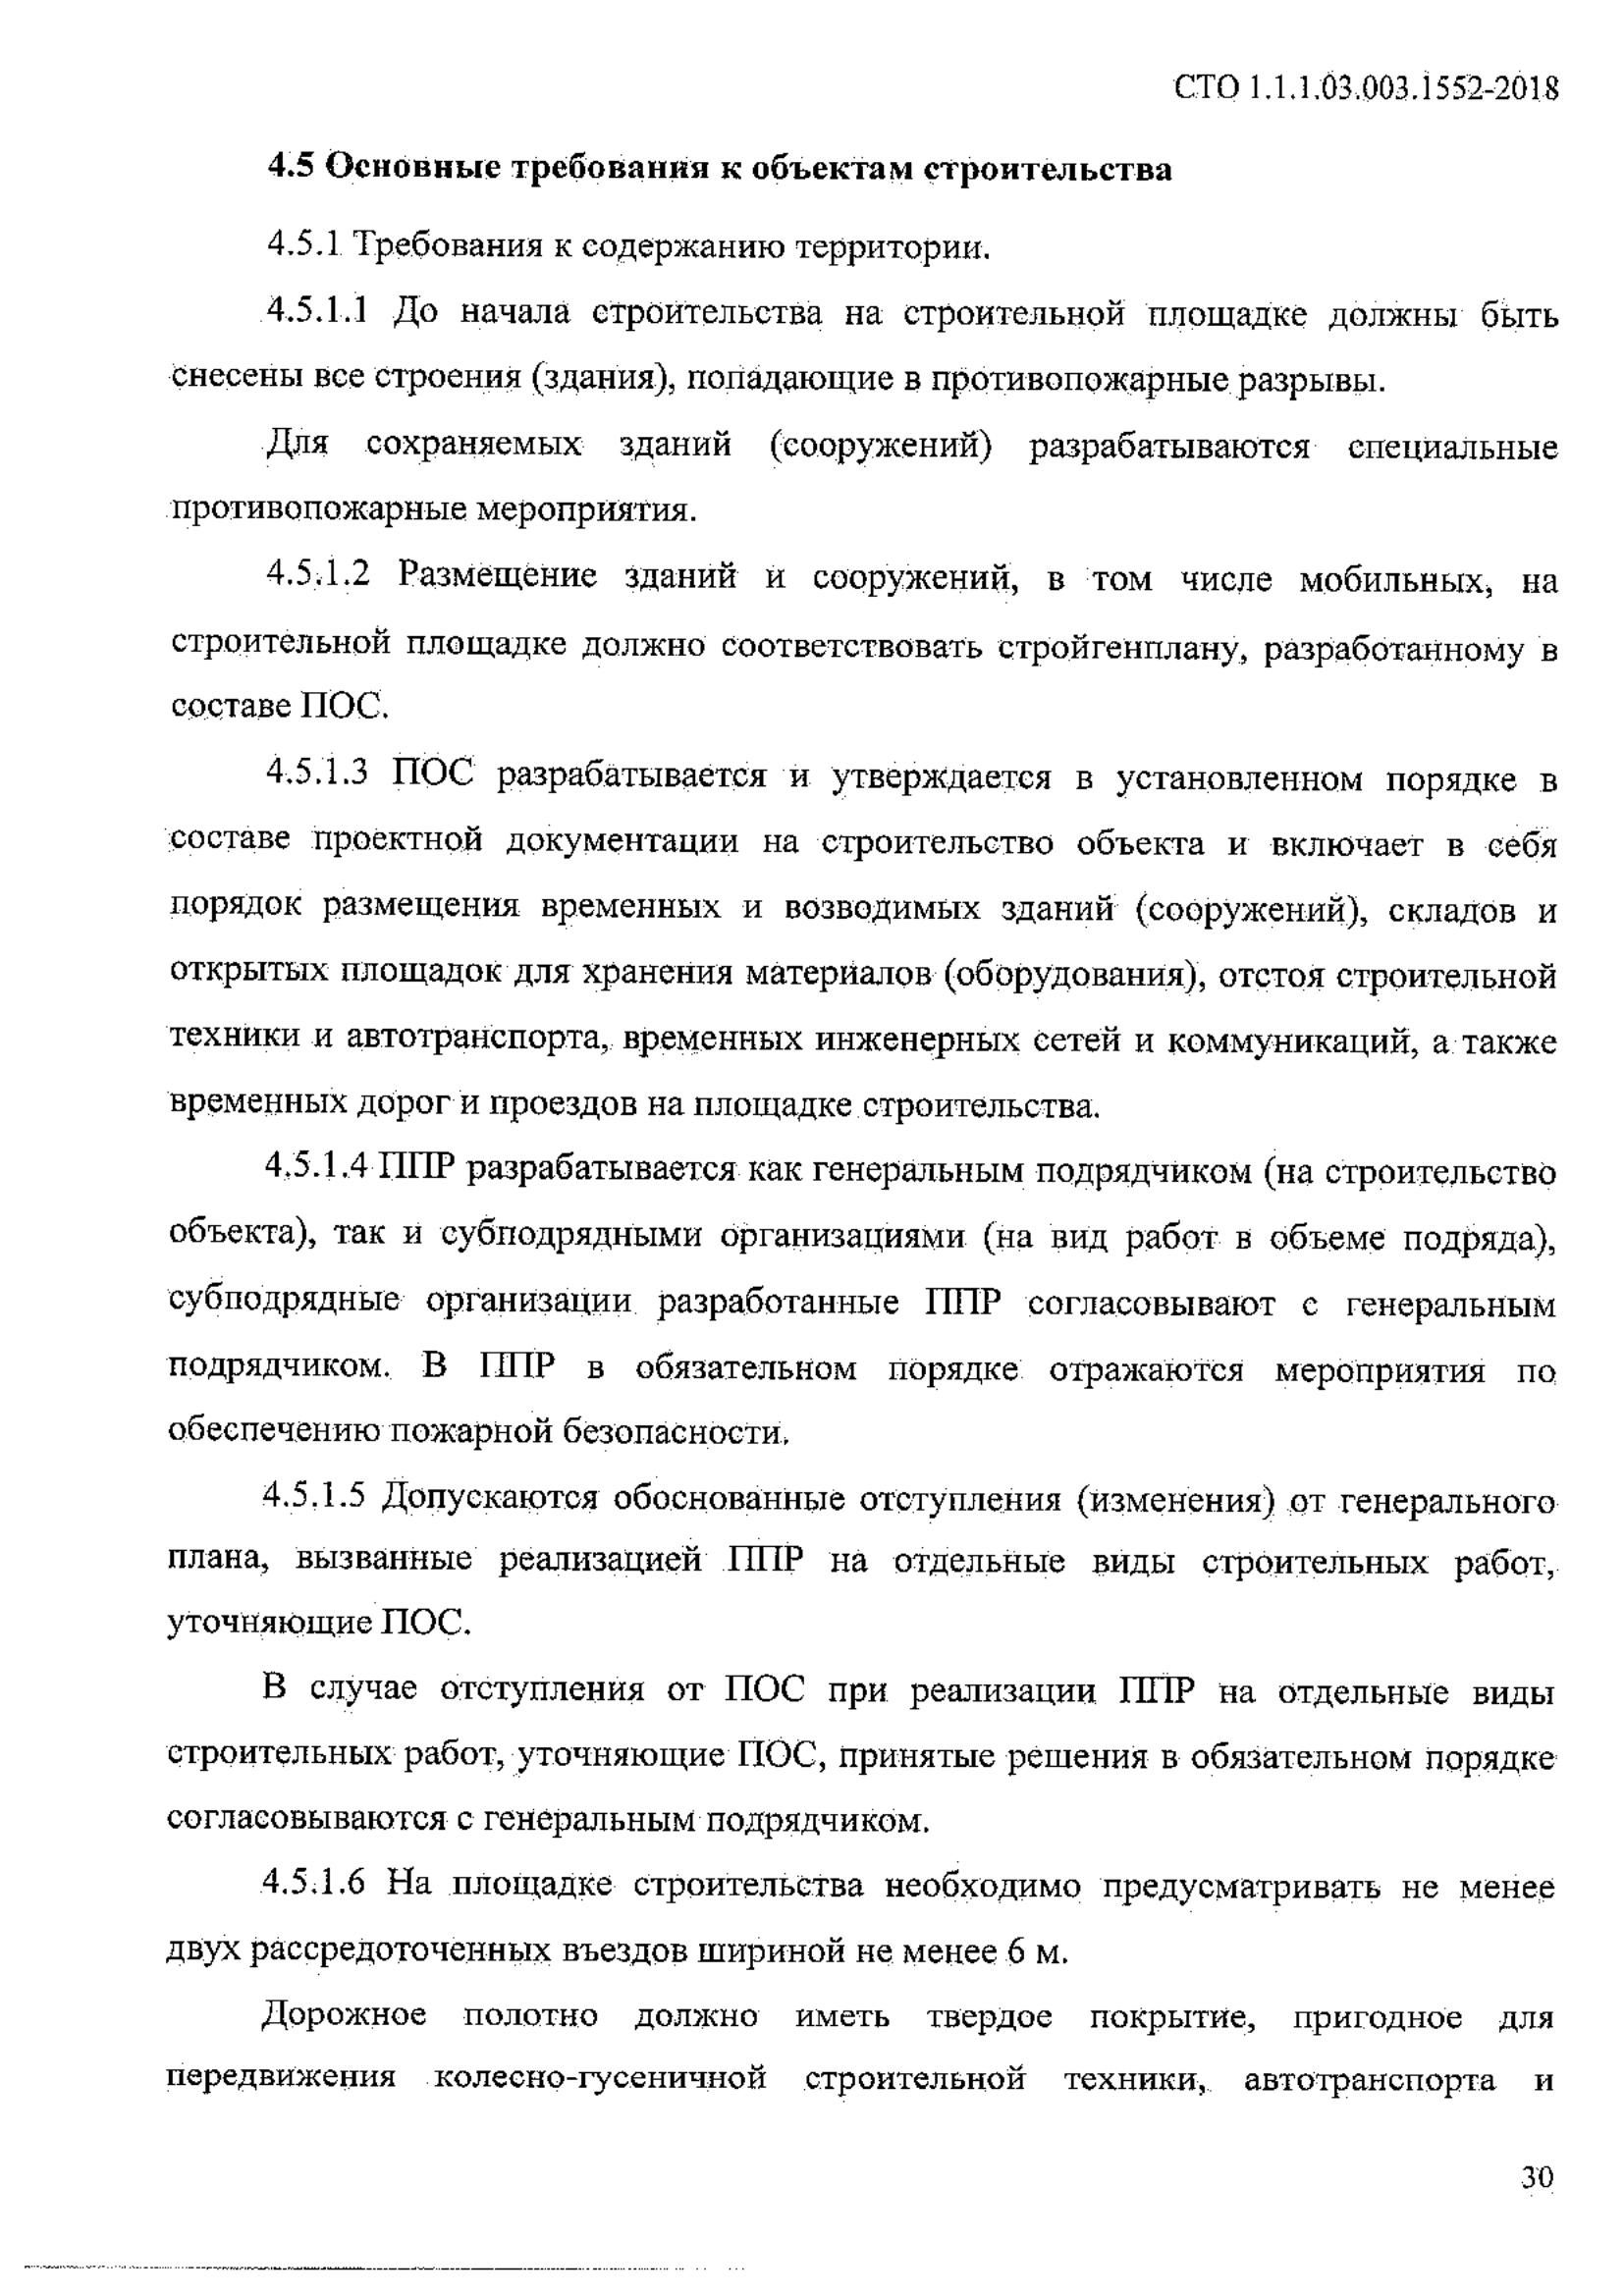 СТО 1.1.1.03.003.1552-2018
4.5 Основные требования к объектам строительства
4.5.1 Требования к содержанию территории.
4.5.1.1 До начала строительства на строительной площадке должны быть
снесены все строения (здания), попадающие в противопожарные разрывы.
Для сохраняемых зданий (сооружений) разрабатываются специальные
противопожарные мероприятия.
4.5.1.2 Размещение зданий и сооружений, в том числе мобильных, на
строительной площадке должно соответствовать стройгенплану, разработанному в
составе ПОС.
4.5.1.3 ПОС разрабатывается и утверждается в установленном порядке в
составе проектной документации на строительство объекта и включает в себя
порядок размещения временных и возводимых зданий (сооружений), складов и
открытых площадок для хранения материалов (оборудования), отстоя строительной
техники и автотранспорта, временных инженерных сетей и коммуникаций, а также
временных дорог и проездов на площадке строительства.
4.5.1.4 ППР разрабатывается как генеральным подрядчиком (на строительство
объекта), так и субподрядными организациями (на вид работ в объеме подряда),
субподрядные организации разработанные ППР согласовывают с генеральным
подрядчиком. В ППР в обязательном порядке отражаются мероприятия по
обеспечению пожарной безопасности.
4.5.1.5 Допускаются обоснованные отступления (изменения) от генерального
плана, вызванные реализацией ППР на отдельные виды строительных работ,
уточняющие ПОС.
В случае отступления от ПОС при реализации ППР на отдельные виды
строительных работ, уточняющие ПОС, принятые решения в обязательном порядке
согласовываются с генеральным подрядчиком.
4.5.1.6 На площадке строительства необходимо предусматривать не менее
двух рассредоточенных въездов шириной не менее 6 м.
Дорожное полотно должно иметь твердое покрытие, пригодное для
передвижения колесно-гусеничной строительной техники, автотранспорта и
30